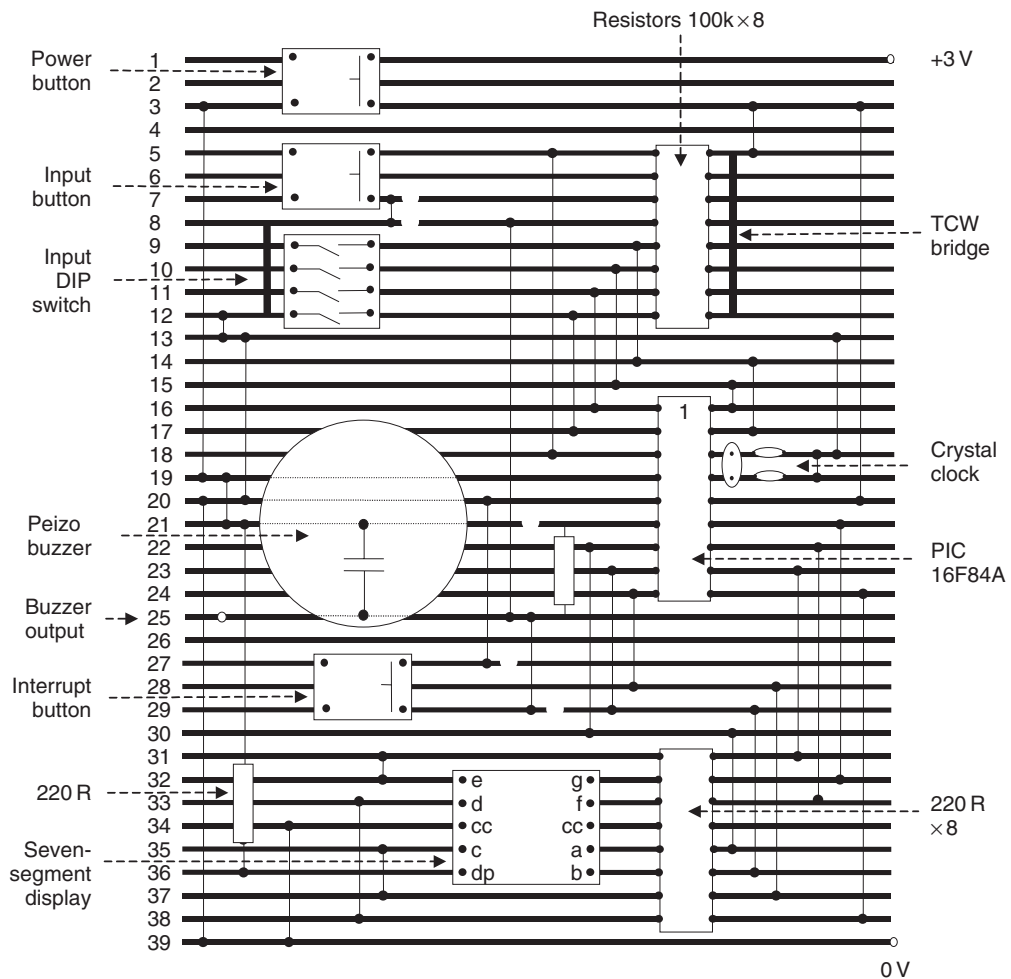 Resistors 100k×8
Power
button
+3 V
Input
button
Input
DIP
switch
TCW
bridge
Crystal
clock
Peizo
buzzer
PIC
16F84A
Buzzer
output
Interrupt
button
220 R
220 R
×8
Seven-
segment
display
0 V
1
2
3
4
5
6
7
8
9
10
11
12
13
14
15
16
17
18
19
20
21
22
23
24
25
26
27
28
29
30
31
32
33
34
35
36
37
38
39
1
e g
d f
cc cc
c a
dp b